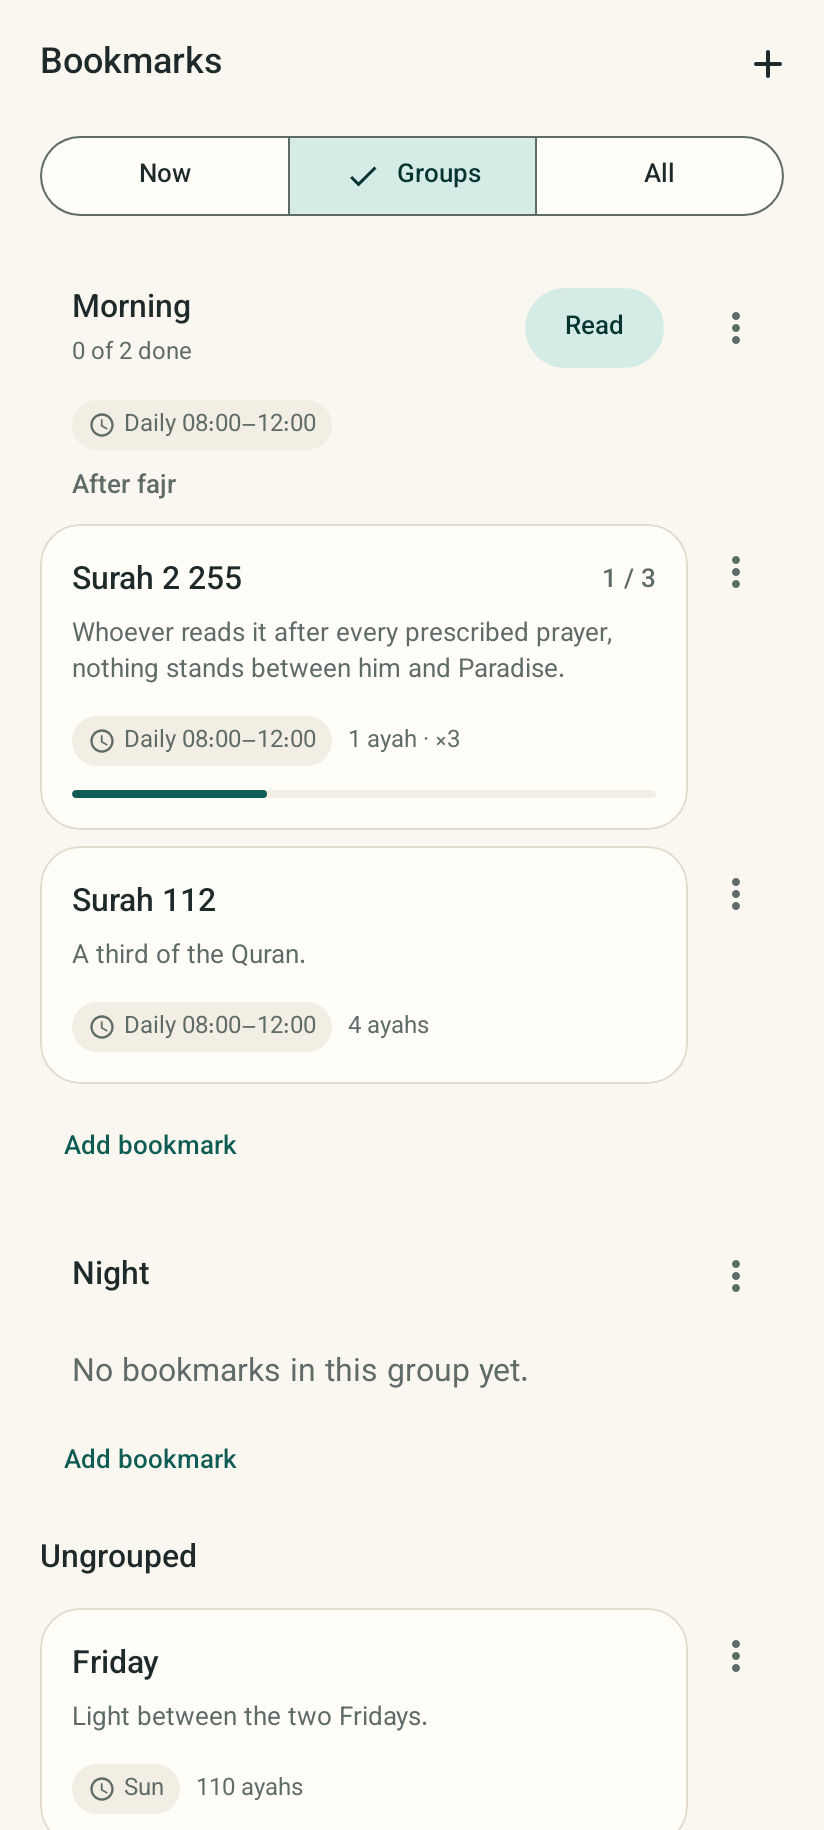 Bookmarks
Now
Groups
All
Morning
Read
0 of 2 done
Daily 08:00–12:00
After fajr
Surah 2 255
1 / 3
Whoever reads it after every prescribed prayer,
nothing stands between him and Paradise.
Daily 08:00–12:00 1 ayah · ×3
Surah 112
A third of the Quran.
Daily 08:00–12:00 4 ayahs
Add bookmark
Night
No bookmarks in this group yet.
Add bookmark
Ungrouped
Friday
Light between the two Fridays.
Sun 110 ayahs